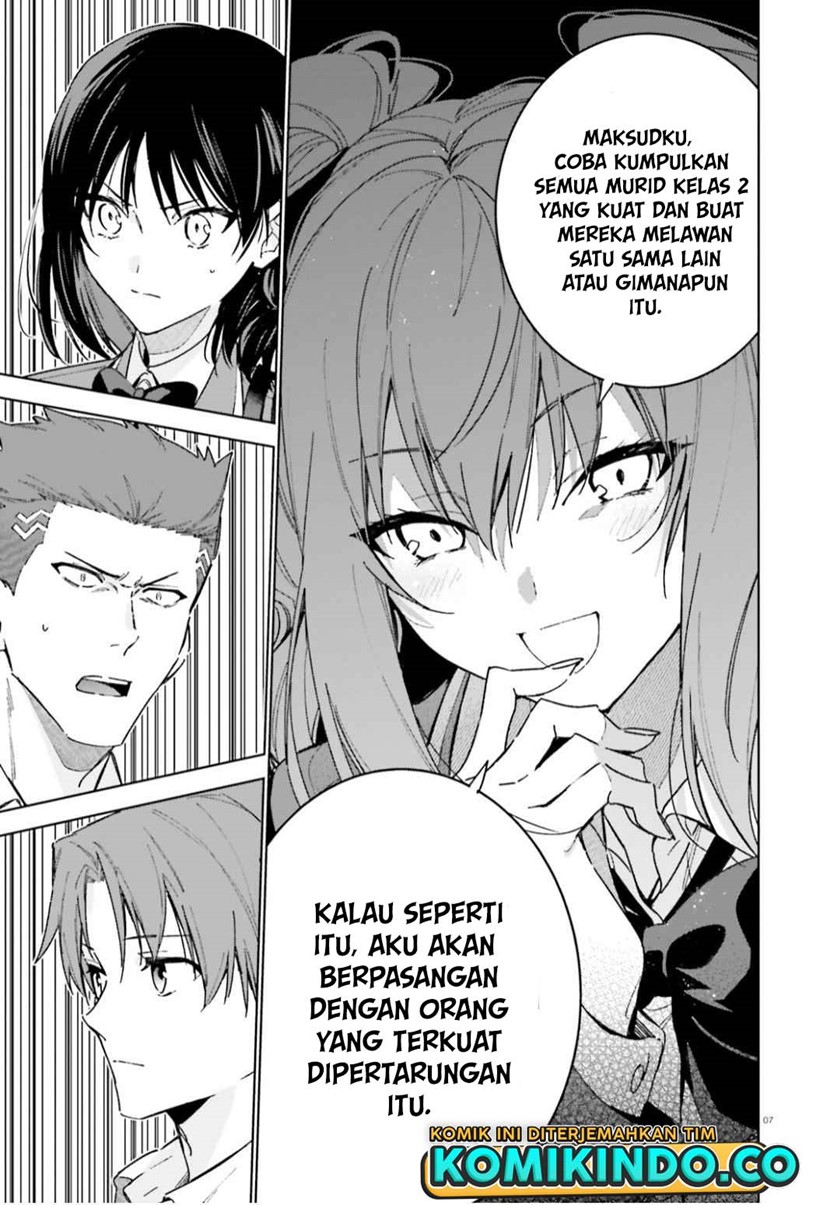 MAKSUDKU,
COBA KUMPULKAN
SEMUA MURID KELAS 2
YANG KUAT DAN BUAT
MEREKA MELAWAN
SATU SAMA LAIN
ATAU GIMANAPUN
ITU.
KALAU SEPERTI
ITU, AKU AKAN
BERPASANGAN
DENGAN ORANG
YANG TERKUAT
DIPERTARUNGAN
ITU.
07
KOMIK INI DITERJEMAHKAN TIM
KOMIKINDO.CO